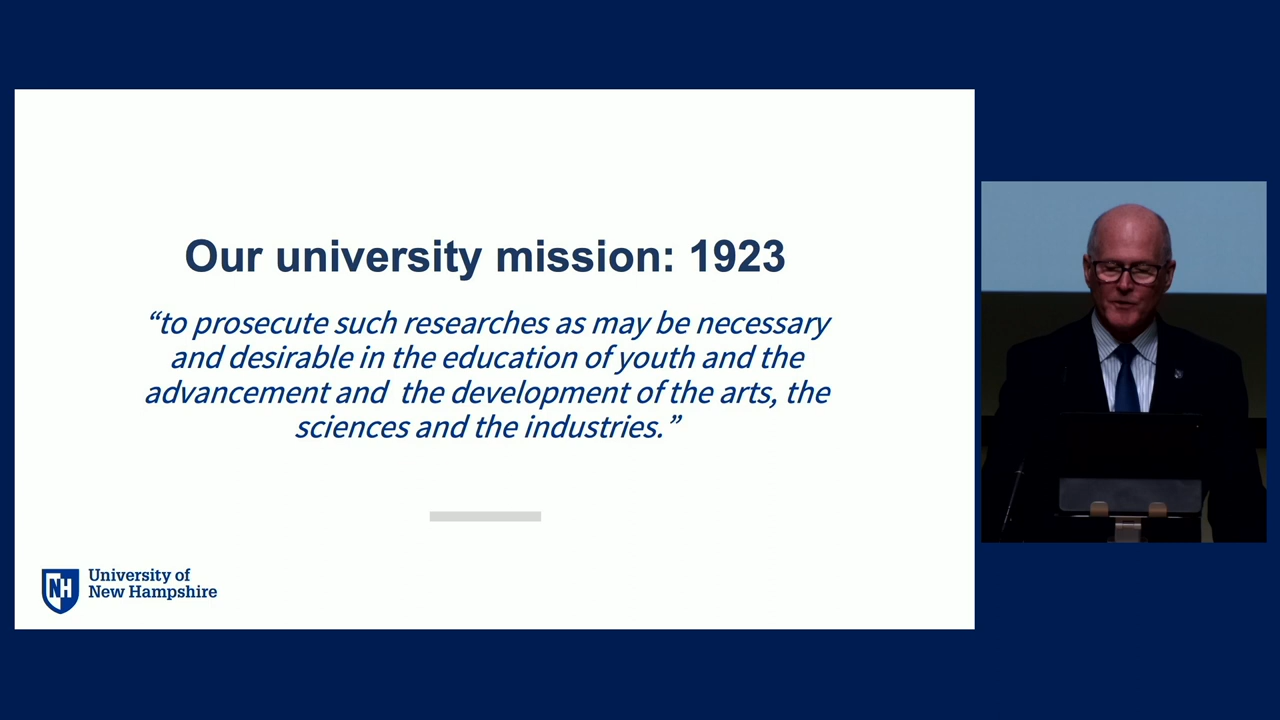 Our university mission: 1923
“to prosecute such researches as may be necessary
and desirable in the education of youth and the
advancement and  the development of the arts, the
sciences and the industries.”
NH
University of
New Hampshire